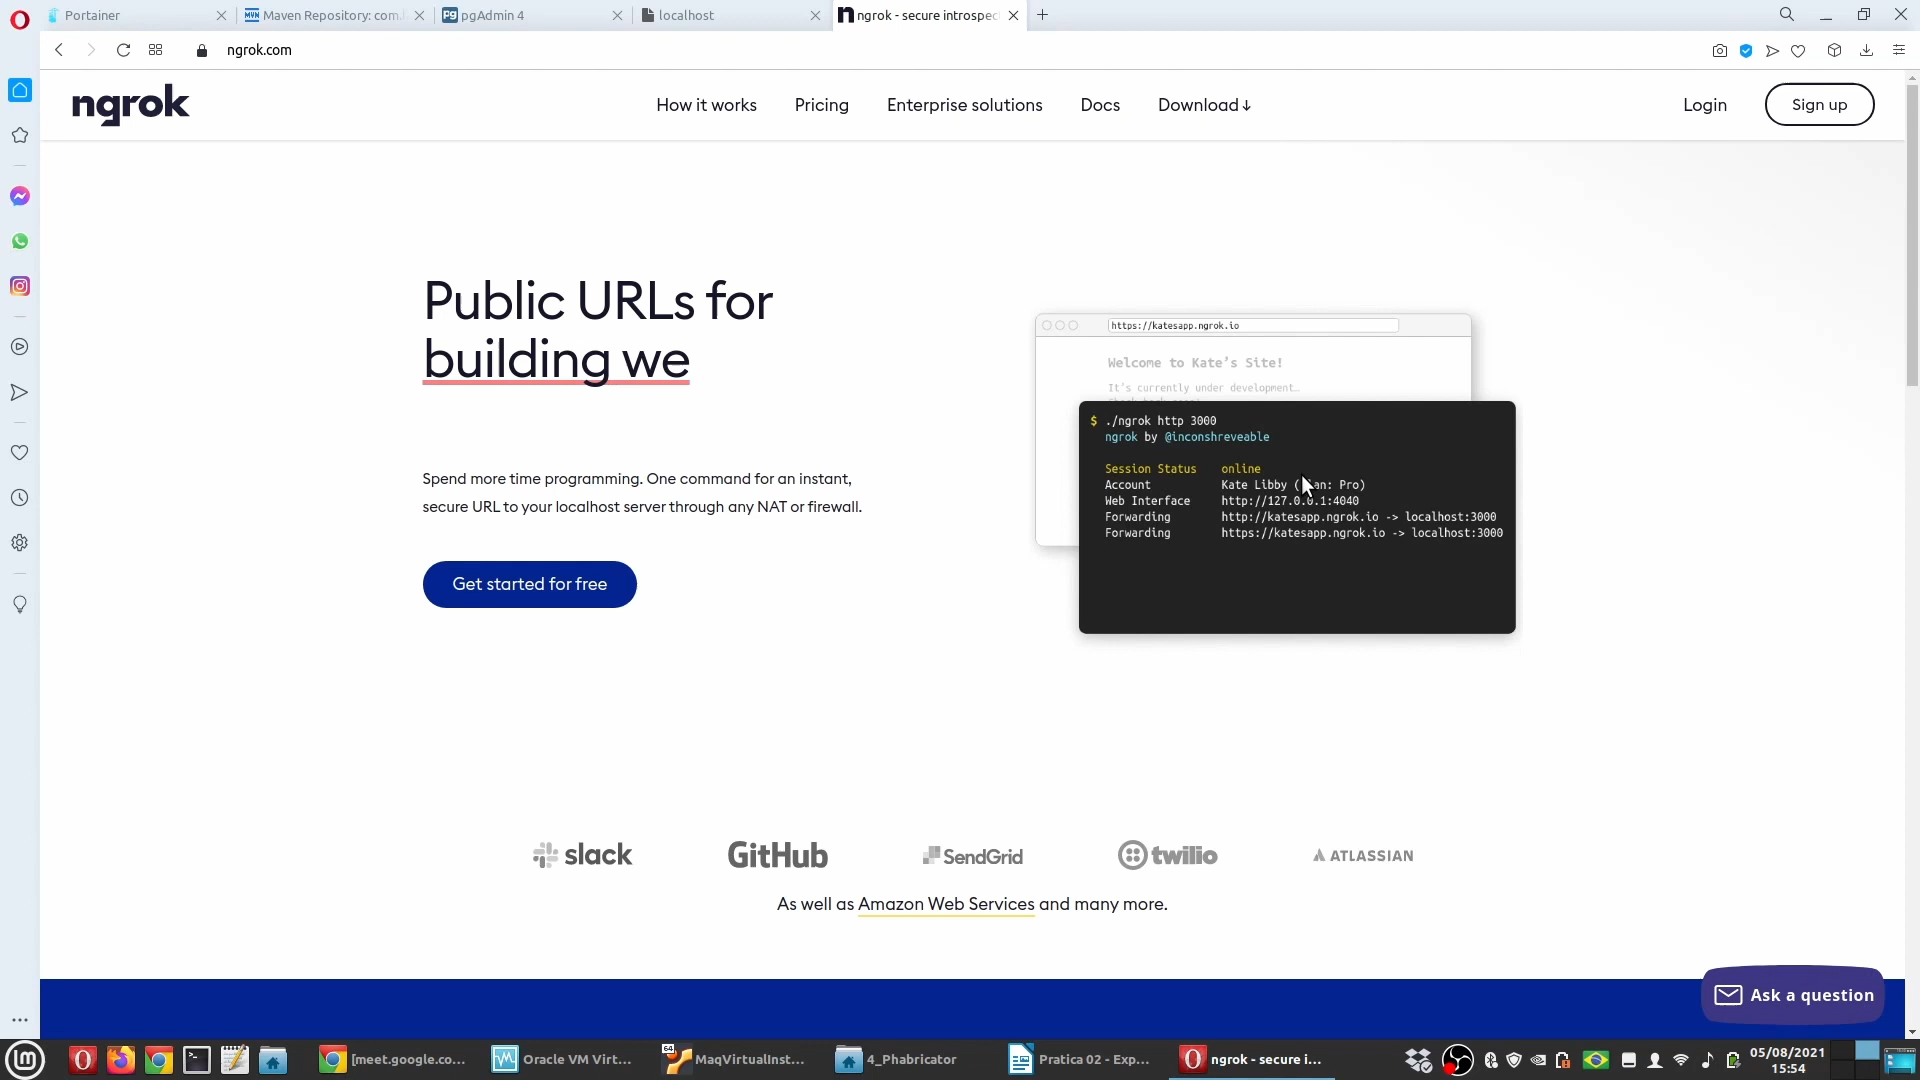 Portainer
Maven Repository: com.
pgAdmin 4
localhost
ngrok - secure introspec
ngrok.com
ngrok
How it works
Pricing
Enterprise solutions
Docs
Download ↓
Login
Sign up
Public URLs for
building we
Spend more time programming. One command for an instant,
secure URL to your localhost server through any NAT or firewall.
Get started for free
https://katesapp.ngrok.io
Welcome to Kate's Site!
It's currently under development…
$ ./ngrok http 3000
ngrok by @inconshreveable
Session Status online
Account Kate Libby Pro)
Web Interface http://127.0.0.1:4040
Forwarding http://katesapp.ngrok.io -> localhost:3000
Forwarding https://katesapp.ngrok.io -> localhost:3000
slack
GitHub
SendGrid
twilio
ATLASSIAN
As well as Amazon Web Services and many more.
Ask a question
[meet.google.co...
Oracle VM Virt...
64
MaqVirtualInst...
4_Phabricator
Pratica 02 - Exp...
ngrok - secure i...
05/08/2021
15:54